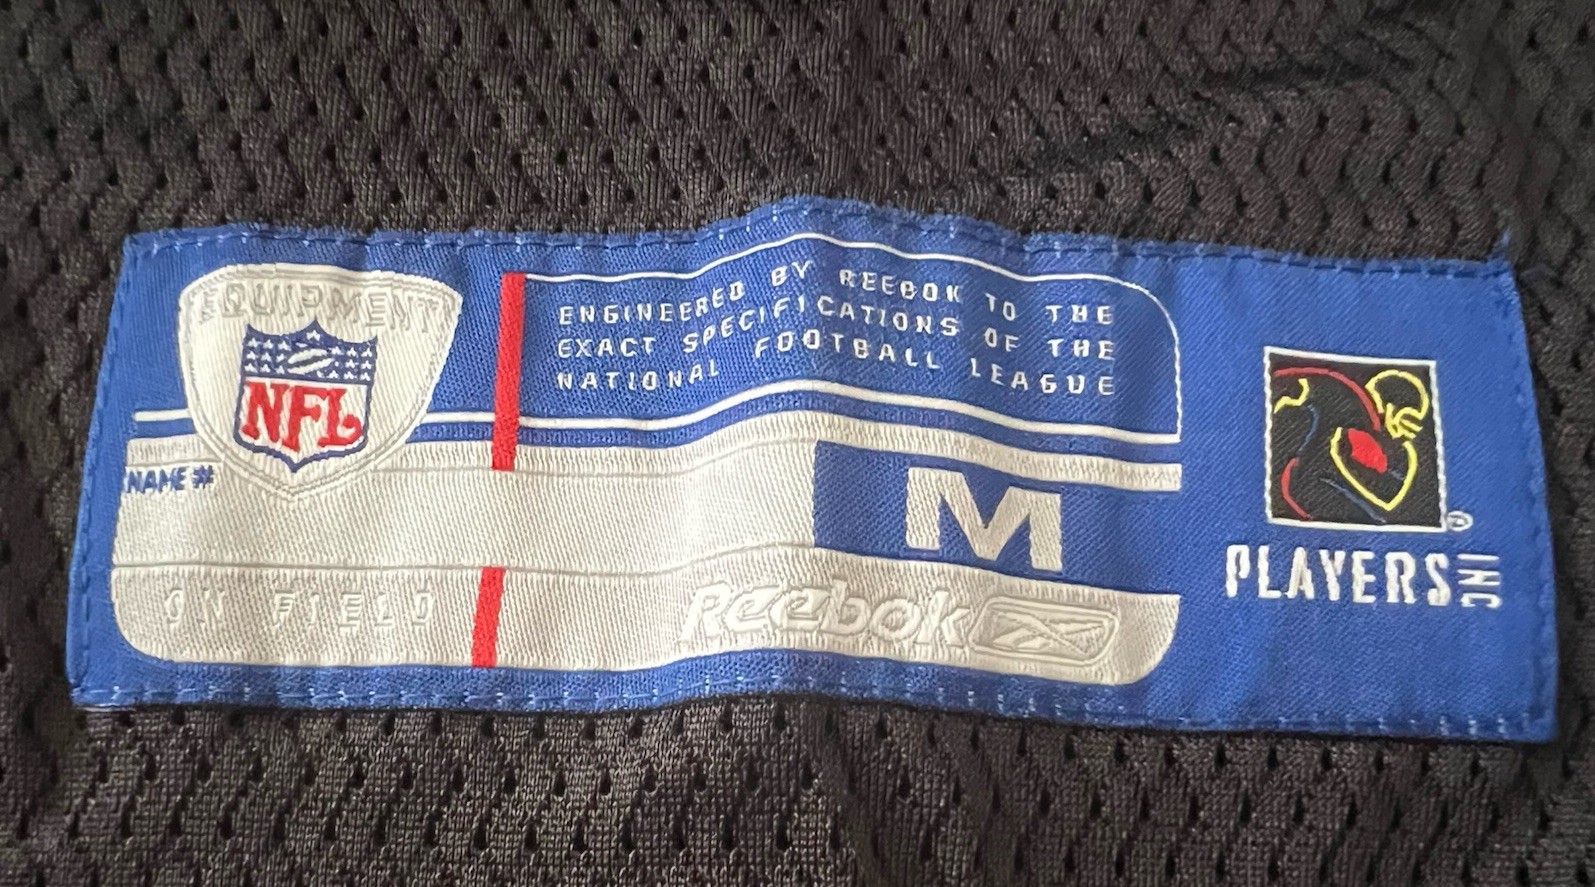 EQUIPMENT
NFL
ENGINEERED BY REEBOK TO THE
EXACT SPECIFICATIONS OF THE
NATIONAL FOOTBALL LEAGUE
NAME #
M
ON FIELD
Reebok
®
PLAYERS INC